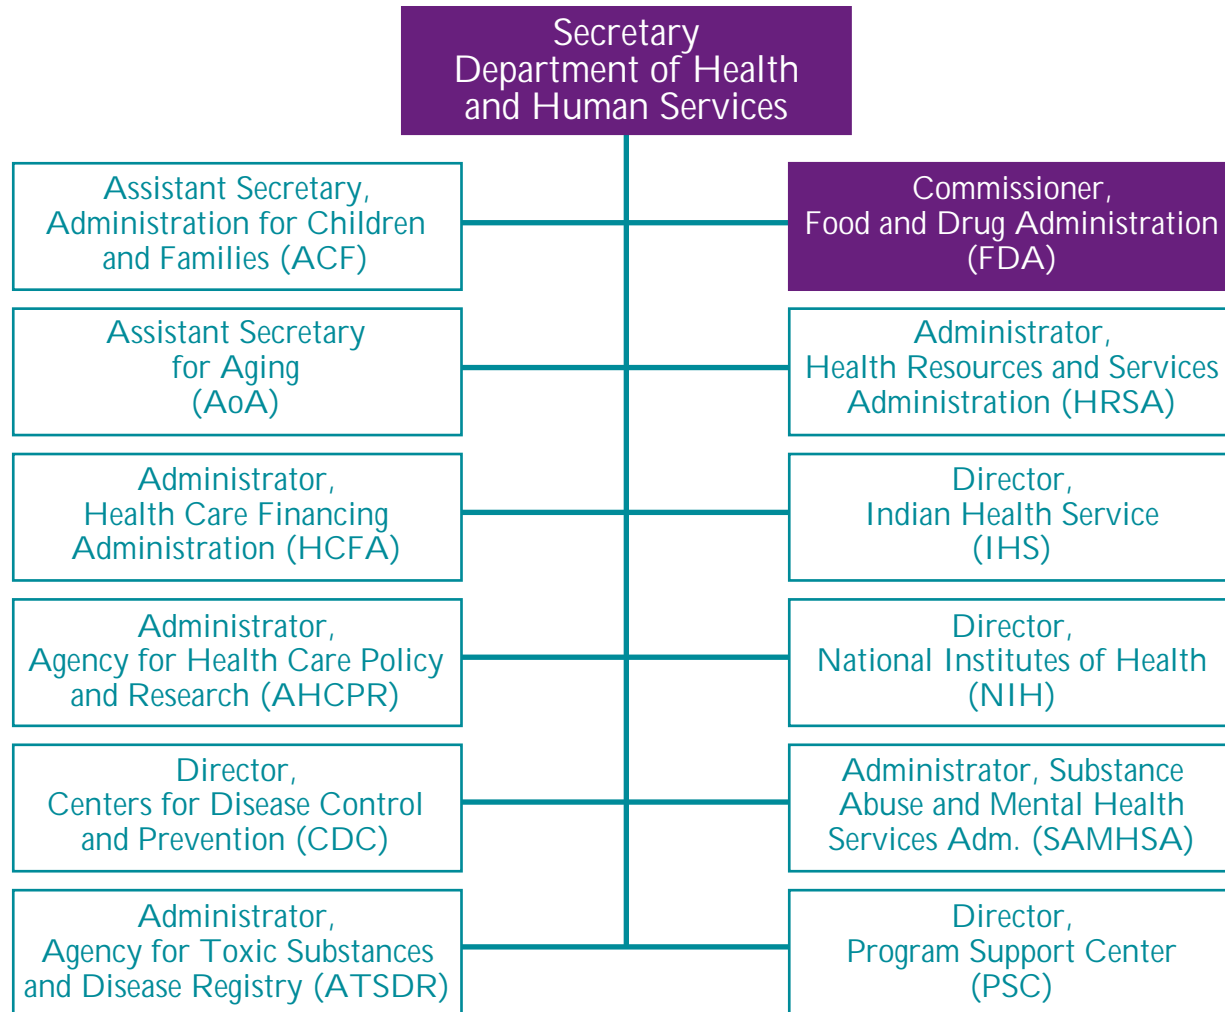 Secretary
Department of Health
and Human Services
Assistant Secretary,
Administration for Children
and Families (ACF)
Commissioner,
Food and Drug Administration
(FDA)
Assistant Secretary
for Aging
(AoA)
Administrator,
Health Resources and Services
Administration (HRSA)
Administrator,
Health Care Financing
Administration (HCFA)
Director,
Indian Health Service
(IHS)
Administrator,
Agency for Health Care Policy
and Research (AHCPR)
Director,
National Institutes of Health
(NIH)
Director,
Centers for Disease Control
and Prevention (CDC)
Administrator, Substance
Abuse and Mental Health
Services Adm. (SAMHSA)
Administrator,
Agency for Toxic Substances
and Disease Registry (ATSDR)
Director,
Program Support Center
(PSC)